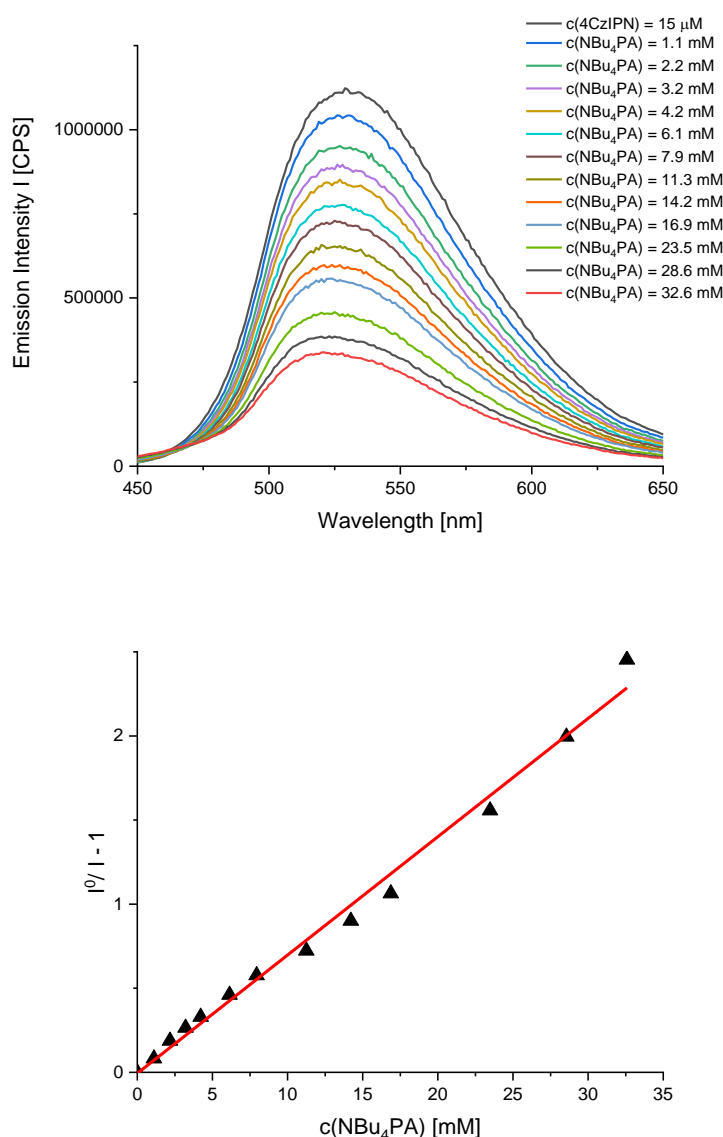 c(4CzIPN) = 15 μM
c(NBu₄PA) = 1.1 mM
c(NBu₄PA) = 2.2 mM
c(NBu₄PA) = 3.2 mM
c(NBu₄PA) = 4.2 mM
c(NBu₄PA) = 6.1 mM
c(NBu₄PA) = 7.9 mM
c(NBu₄PA) = 11.3 mM
c(NBu₄PA) = 14.2 mM
c(NBu₄PA) = 16.9 mM
c(NBu₄PA) = 23.5 mM
c(NBu₄PA) = 28.6 mM
c(NBu₄PA) = 32.6 mM
Emission Intensity I [CPS]
1000000
500000
0
450 500 550 600 650
Wavelength [nm]
I⁰/ I - 1
2
1
0
0 5 10 15 20 25 30 35
c(NBu₄PA) [mM]